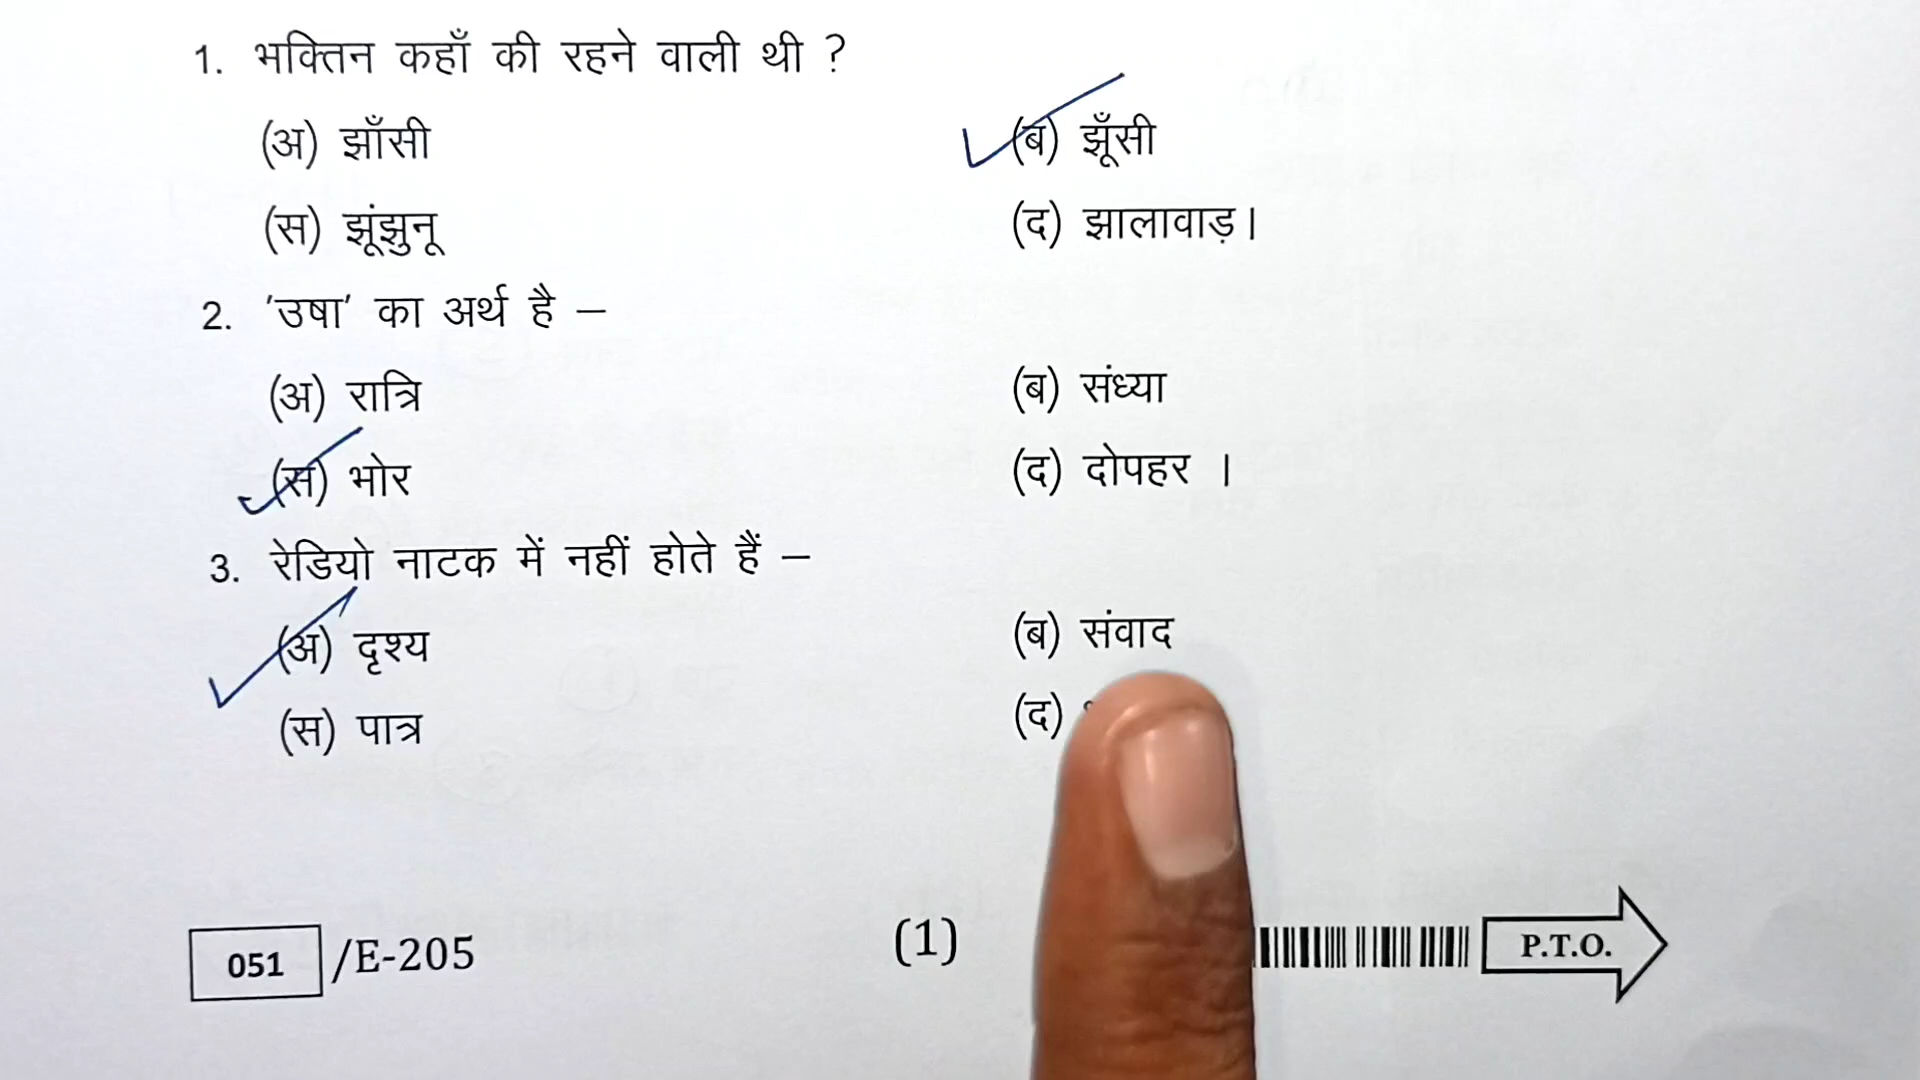 1. भक्तिन कहाँ की रहने वाली थी ?
(अ) झाँसी (ब) झूँसी
(स) झूंझुनू (द) झालावाड़।
2. 'उषा' का अर्थ है –
(अ) रात्रि (ब) संध्या
(स) भोर (द) दोपहर ।
3. रेडियो नाटक में नहीं होते हैं –
(अ) दृश्य (ब) संवाद
(स) पात्र (द)
051 /E-205 (1) P.T.O.